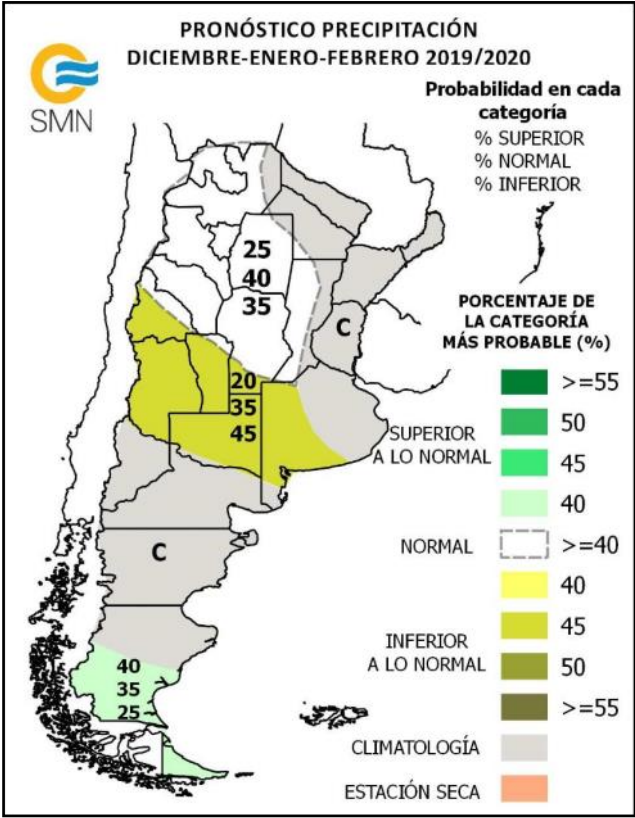 PRONÓSTICO PRECIPITACIÓN
DICIEMBRE-ENERO-FEBRERO 2019/2020
SMN
Probabilidad en cada
categoría
% SUPERIOR
% NORMAL
% INFERIOR
25
40
35
C
20
35
45
C
40
35
25
PORCENTAJE DE
LA CATEGORÍA
MÁS PROBABLE (%)
SUPERIOR
A LO NORMAL
>=55
50
45
40
NORMAL
>=40
INFERIOR
A LO NORMAL
40
45
50
>=55
CLIMATOLOGÍA
ESTACIÓN SECA